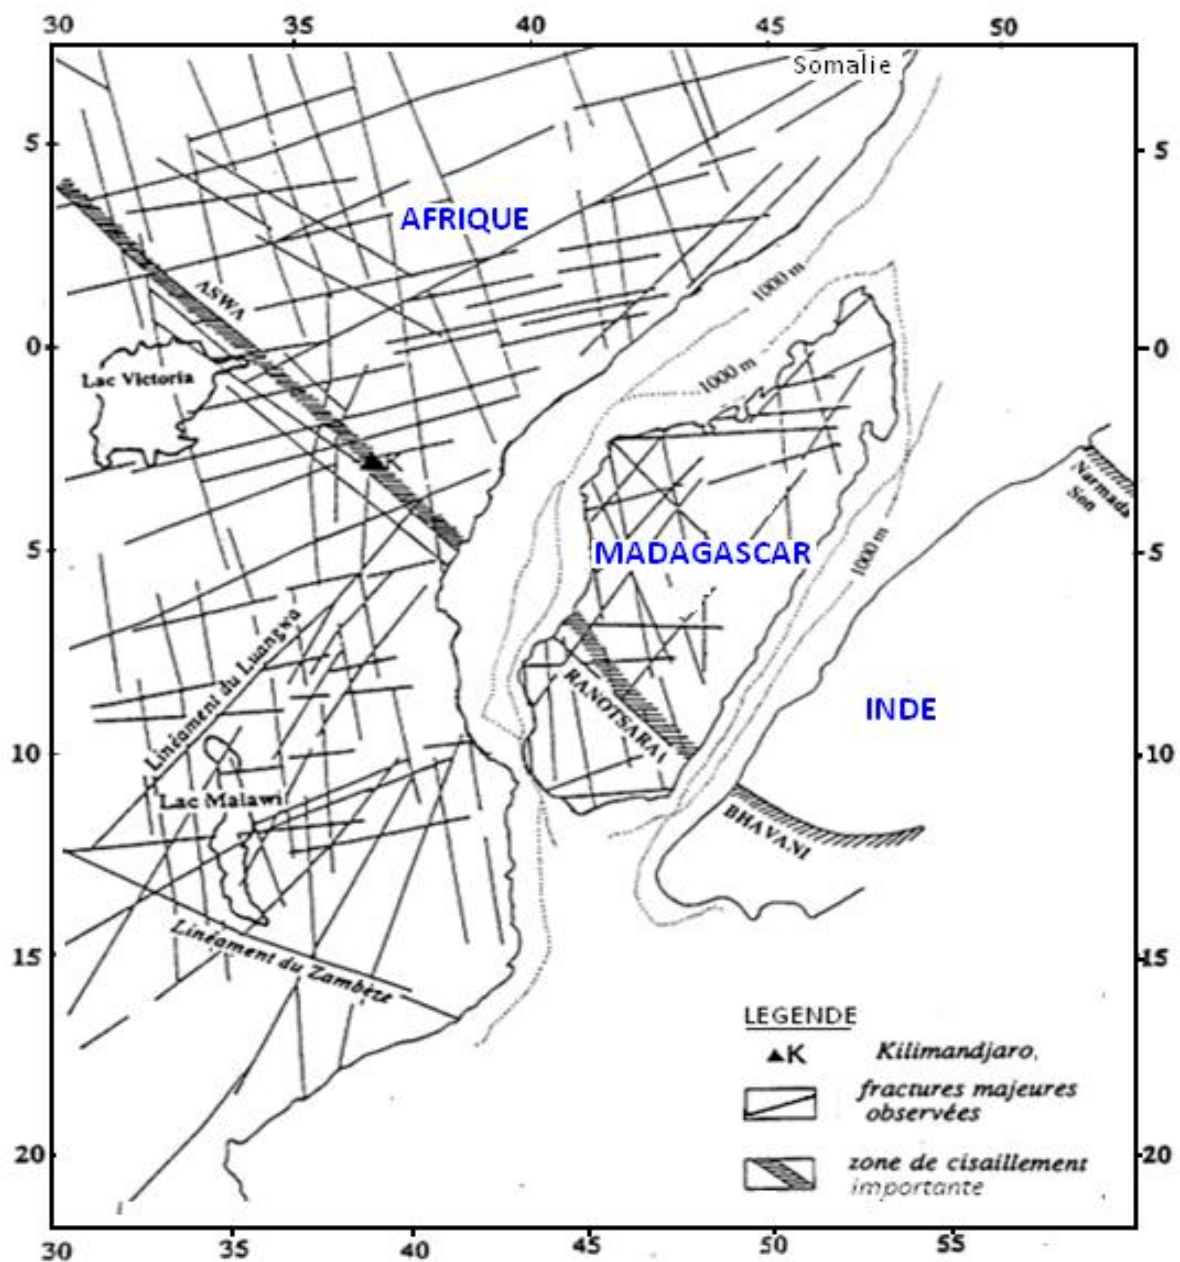 30 35 40 45 50
Somalie
5 5
AFRIQUE
1000 m
ASWA
0 0
1000 m
Lac Victoria
K
Narmada
Son
5 5
MADAGASCAR
1000 m
Linéament du Luangwa
RANOTSARA
INDE
10 10
Lac Malawi
BHAVANI
Linéament du Zambèze
15 15
LEGENDE
K Kilimandjaro,
fractures majeures
observées
20 20
zone de cisaillement
importante
30 35 40 45 50 55